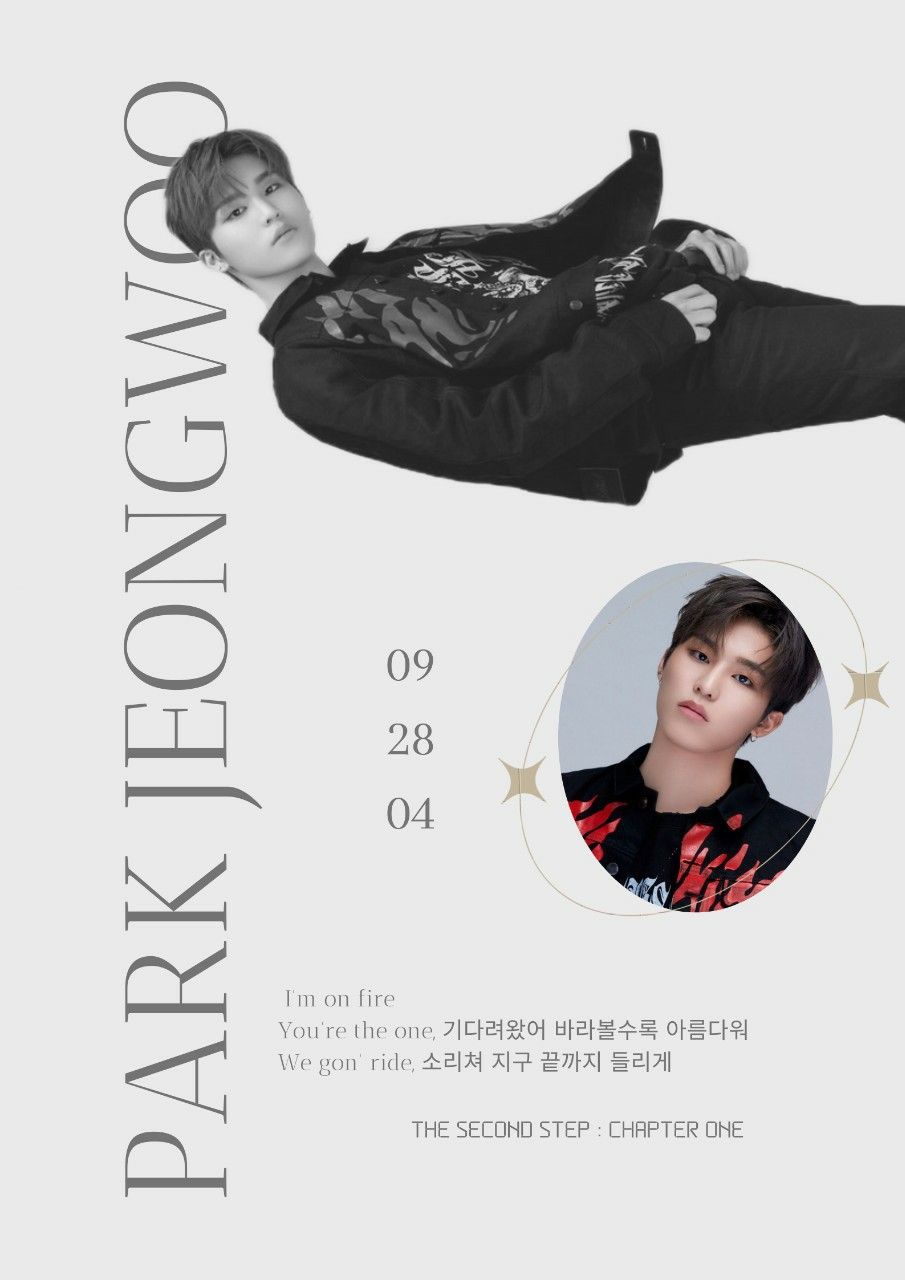 PARK JEONGWOO
09
28
04
I'm on fire
You're the one, 기다려왔어 바라볼수록 아름다워
We gon' ride, 소리쳐 지구 끝까지 들리게
THE SECOND STEP : CHAPTER ONE